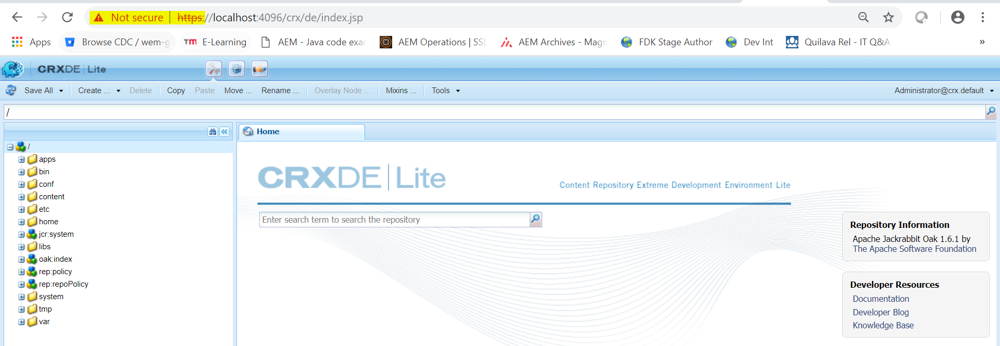 Not secure | https://localhost:4096/crx/de/index.jsp
Apps Browse CDC / wem-g E-Learning AEM - Java code exa AEM Operations | SSL AEM Archives - Magn FDK Stage Author Dev Int Quilava Rel - IT Q&A »
CRXDE | Lite
Save All Create ... Delete Copy Paste Move ... Rename ... Overlay Node ... Mixins ... Tools Administrator@crx.default
/
Home
/
apps
bin
conf
content
etc
home
jcr:system
libs
oak:index
rep:policy
rep:repoPolicy
system
tmp
var
CRXDE | Lite
Content Repository Extreme Development Environment Lite
Enter search term to search the repository
Repository Information
Apache Jackrabbit Oak 1.6.1 by
The Apache Software Foundation
Developer Resources
Documentation
Developer Blog
Knowledge Base